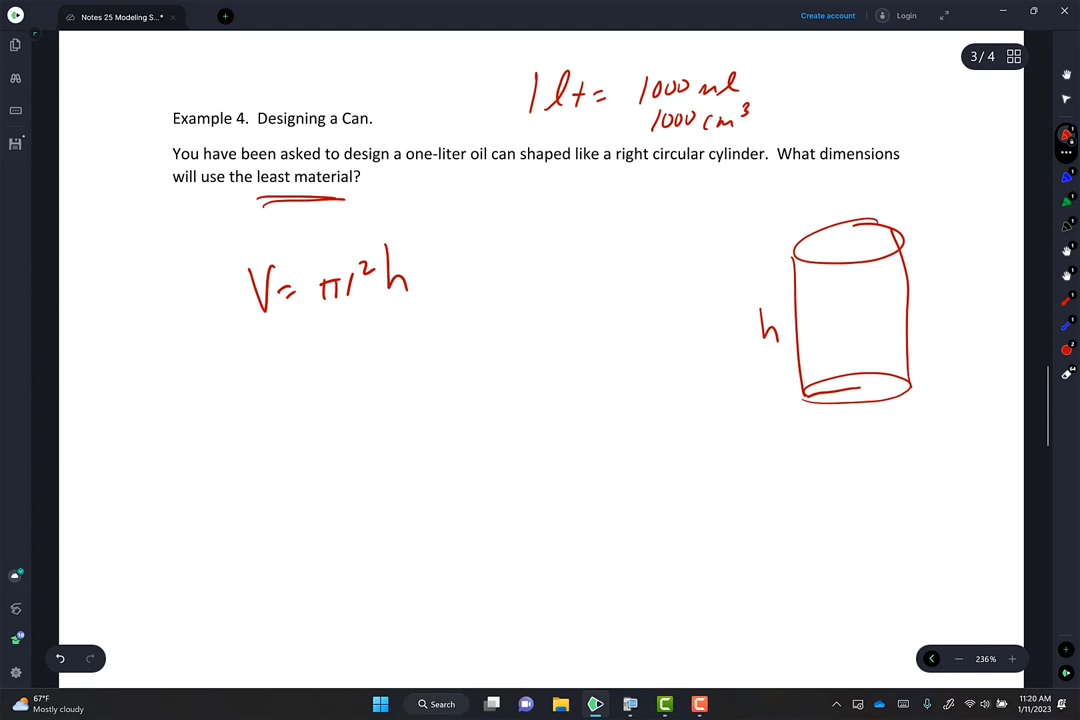 Notes 25 Modeling S...*
Create account
Login
3/4
1 lt = 1000 ml
1000 cm³
Example 4. Designing a Can.
You have been asked to design a one-liter oil can shaped like a right circular cylinder. What dimensions
will use the least material?
V= πr²h
h
236%
67°F
Mostly cloudy
Search
11:20 AM
1/11/2023